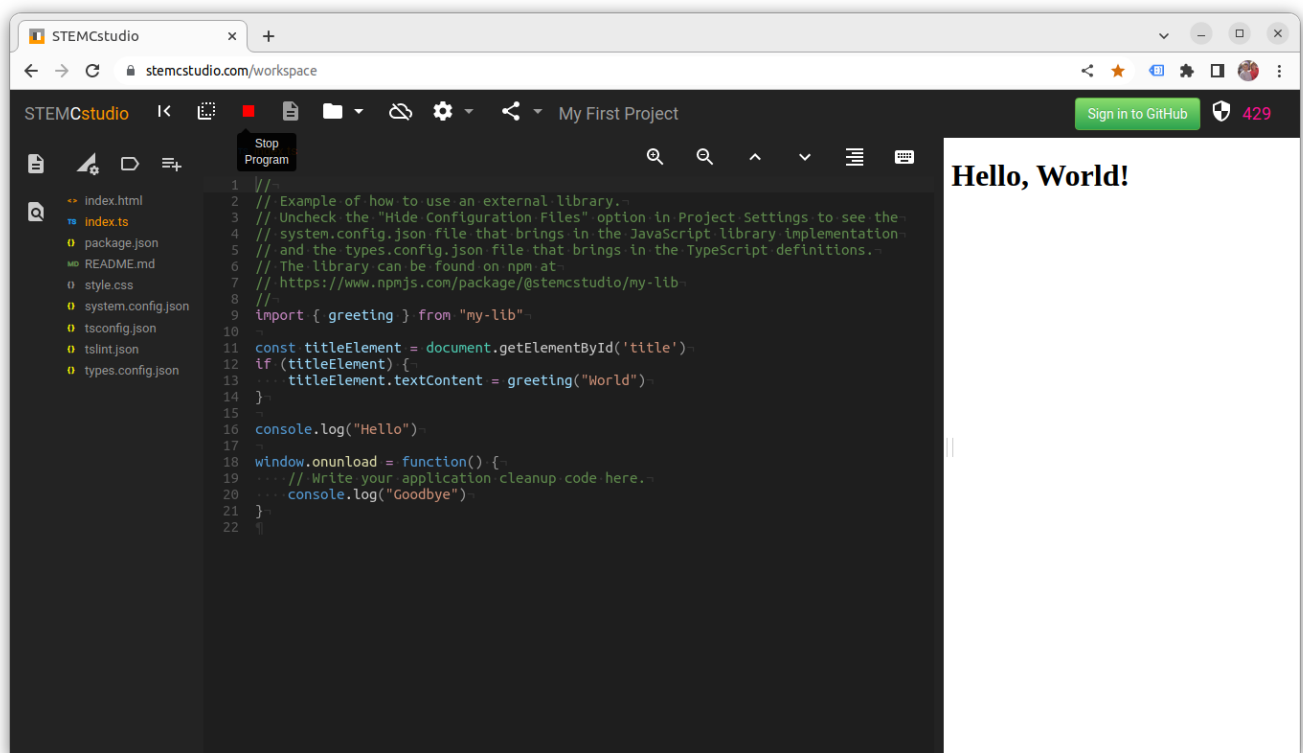 STEMCstudio
stemcstudio.com/workspace
STEMCstudio
My First Project
Sign in to GitHub
429
Stop
Program
index.html
TS index.ts
package.json
MD README.md
style.css
system.config.json
tsconfig.json
tslint.json
types.config.json
1 //
2 // Example of how to use an external library.
3 // Uncheck the "Hide Configuration Files" option in Project Settings to see the
4 // system.config.json file that brings in the JavaScript library implementation
5 // and the types.config.json file that brings in the TypeScript definitions.
6 // The library can be found on npm at
7 // https://www.npmjs.com/package/@stemcstudio/my-lib
8 //
9 import { greeting } from "my-lib"
10
11 const titleElement = document.getElementById('title')
12 if (titleElement) {
13 titleElement.textContent = greeting("World")
14 }
15
16 console.log("Hello")
17
18 window.onunload = function() {
19 // Write your application cleanup code here.
20 console.log("Goodbye")
21 }
22
Hello, World!